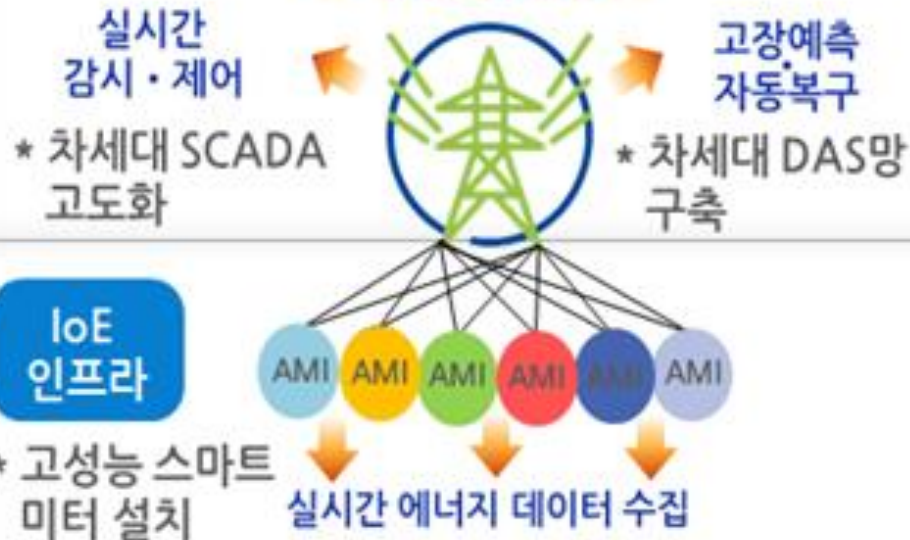 실시간
감시・제어
* 차세대 SCADA
고도화
고장예측
·
자동복구
* 차세대 DAS망
구축
IoE
인프라
* 고성능 스마트
미터 설치
AMI AMI AMI AMI AMI AMI
실시간 에너지 데이터 수집